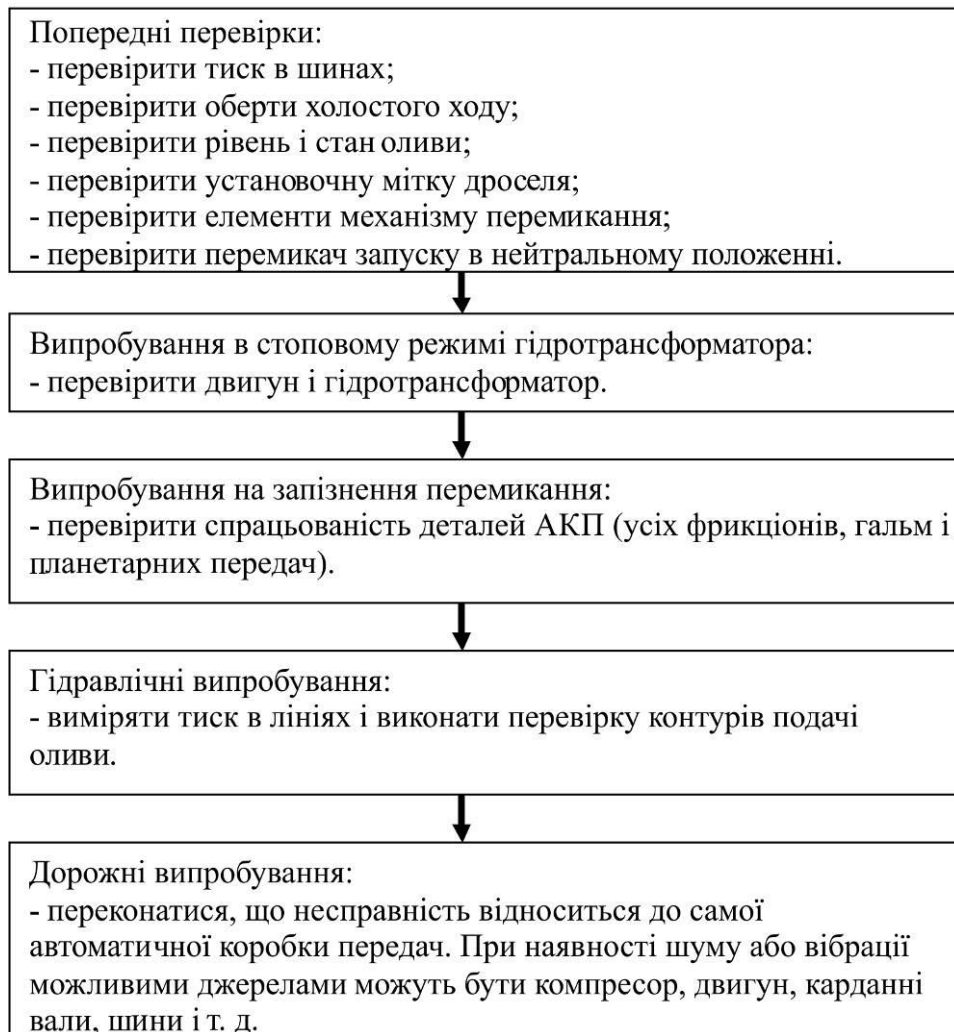 Попередні перевірки:
- перевірити тиск в шинах;
- перевірити оберти холостого ходу;
- перевірити рівень і стан оливи;
- перевірити установочну мітку дроселя;
- перевірити елементи механізму перемикання;
- перевірити перемикач запуску в нейтральному положенні.
Випробування в стоповому режимі гідротрансформатора:
- перевірити двигун і гідротрансформатор.
Випробування на запізнення перемикання:
- перевірити спрацьованість деталей АКП (усіх фрикціонів, гальм і
планетарних передач).
Гідравлічні випробування:
- виміряти тиск в лініях і виконати перевірку контурів подачі
оливи.
Дорожні випробування:
- переконатися, що несправність відноситься до самої
автоматичної коробки передач. При наявності шуму або вібрації
можливими джерелами можуть бути компресор, двигун, карданні
вали, шини і т. д.